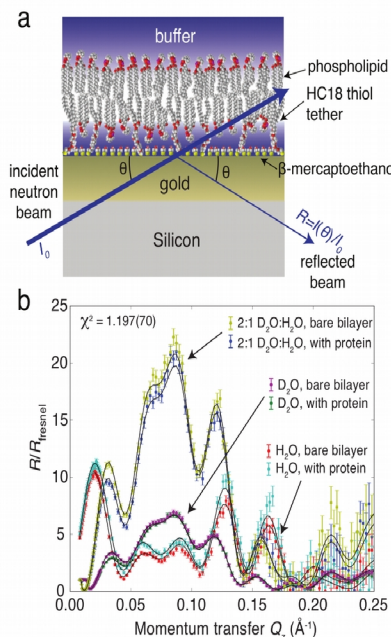 a
buffer
phospholipid
HC18 thiol
tether
β-mercaptoethano
θ
θ
incident
neutron
beam
gold
I₀
R=I(θ)/I₀
Silicon
reflected
beam
b
25
20
15
10
5
0
R/Rfresnel
χ² = 1.197(70)
2:1 D₂O:H₂O, bare bilayer
2:1 D₂O:H₂O, with protein
D₂O, bare bilayer
D₂O, with protein
H₂O, bare bilayer
H₂O, with protein
0.00 0.05 0.10 0.15 0.20 0.25
Momentum transfer Qz (Å⁻¹)